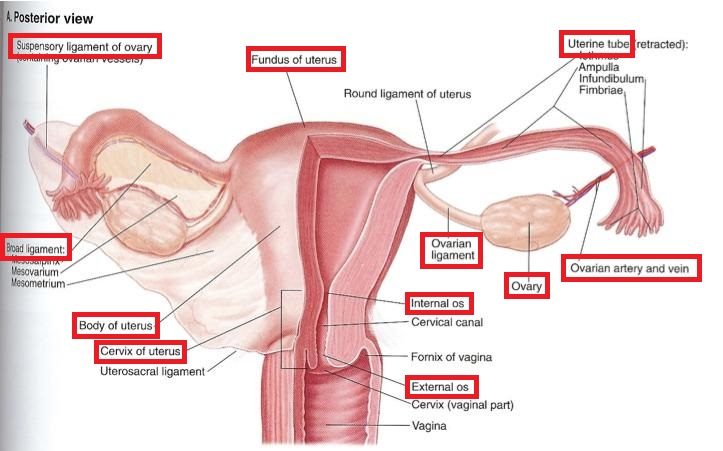 A. Posterior view
Suspensory ligament of ovary
(containing ovarian vessels)
Fundus of uterus
Uterine tube (retracted):
Isthmus
Ampulla
Infundibulum
Fimbriae
Round ligament of uterus
Broad ligament:
Mesosalpinx
Mesovarium
Mesometrium
Ovarian
ligament
Ovary
Ovarian artery and vein
Body of uterus
Cervix of uterus
Uterosacral ligament
Internal os
Cervical canal
Fornix of vagina
External os
Cervix (vaginal part)
Vagina